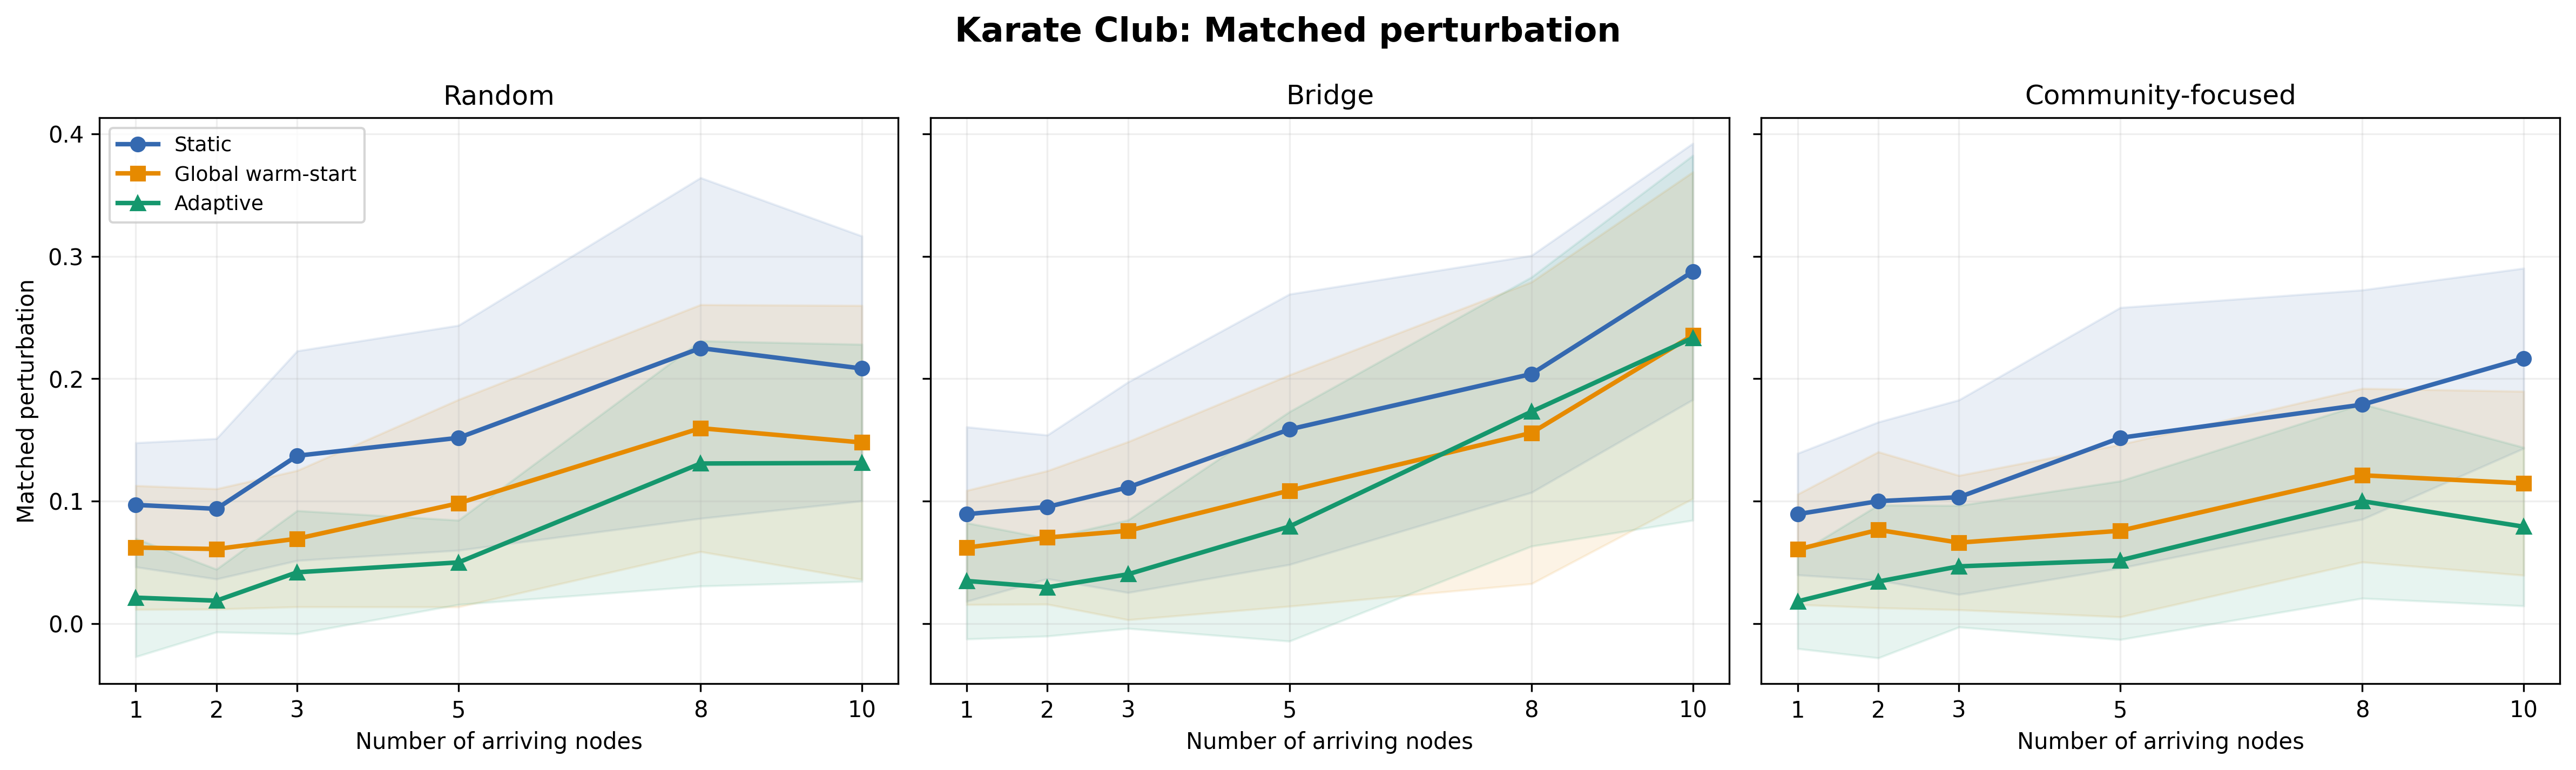 Karate Club: Matched perturbation
Random
Bridge
Community-focused
Static
Global warm-start
Adaptive
Matched perturbation
0.4
0.3
0.2
0.1
0.0
1 2 3 5 8 10
1 2 3 5 8 10
1 2 3 5 8 10
Number of arriving nodes
Number of arriving nodes
Number of arriving nodes